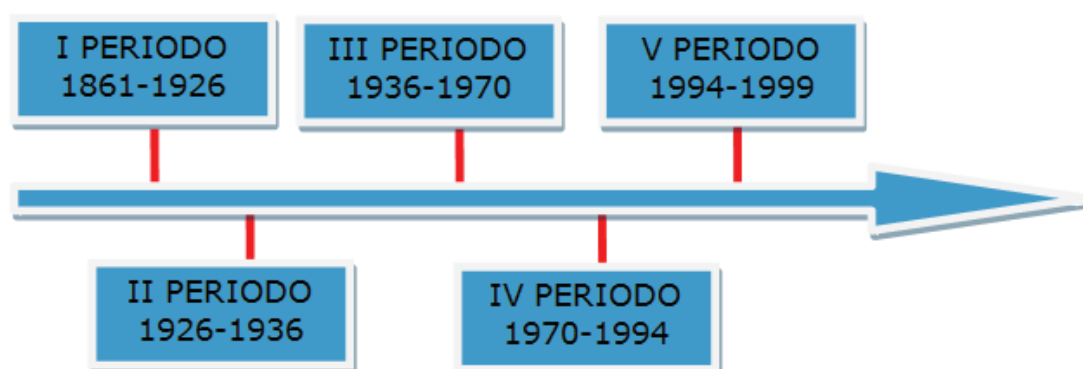 I PERIODO
1861-1926
III PERIODO
1936-1970
V PERIODO
1994-1999
II PERIODO
1926-1936
IV PERIODO
1970-1994